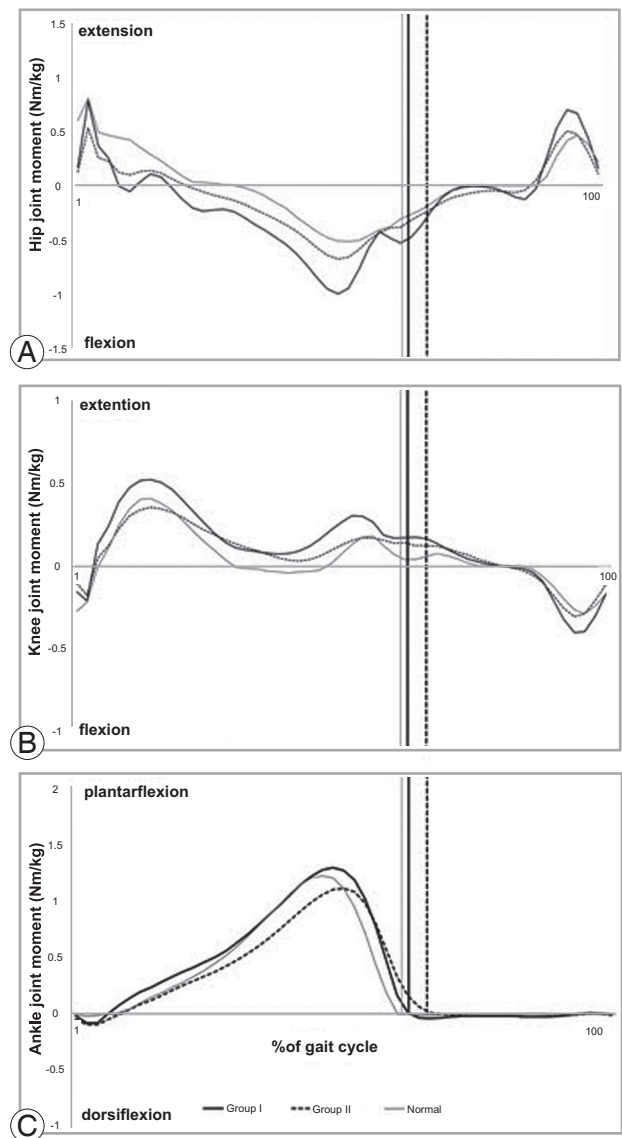 1.5
extension
1
0.5
0
1
100
-0.5
-1
-1.5
flexion
Hip joint moment (Nm/kg)
A
1
extention
0.5
0
1
100
-0.5
-1
flexion
Knee joint moment (Nm/kg)
B
2
plantarflexion
1.5
1
0.5
0
1
100
%of gait cycle
-0.5
-1
dorsiflexion
Group I Group II Normal
Ankle joint moment (Nm/kg)
C